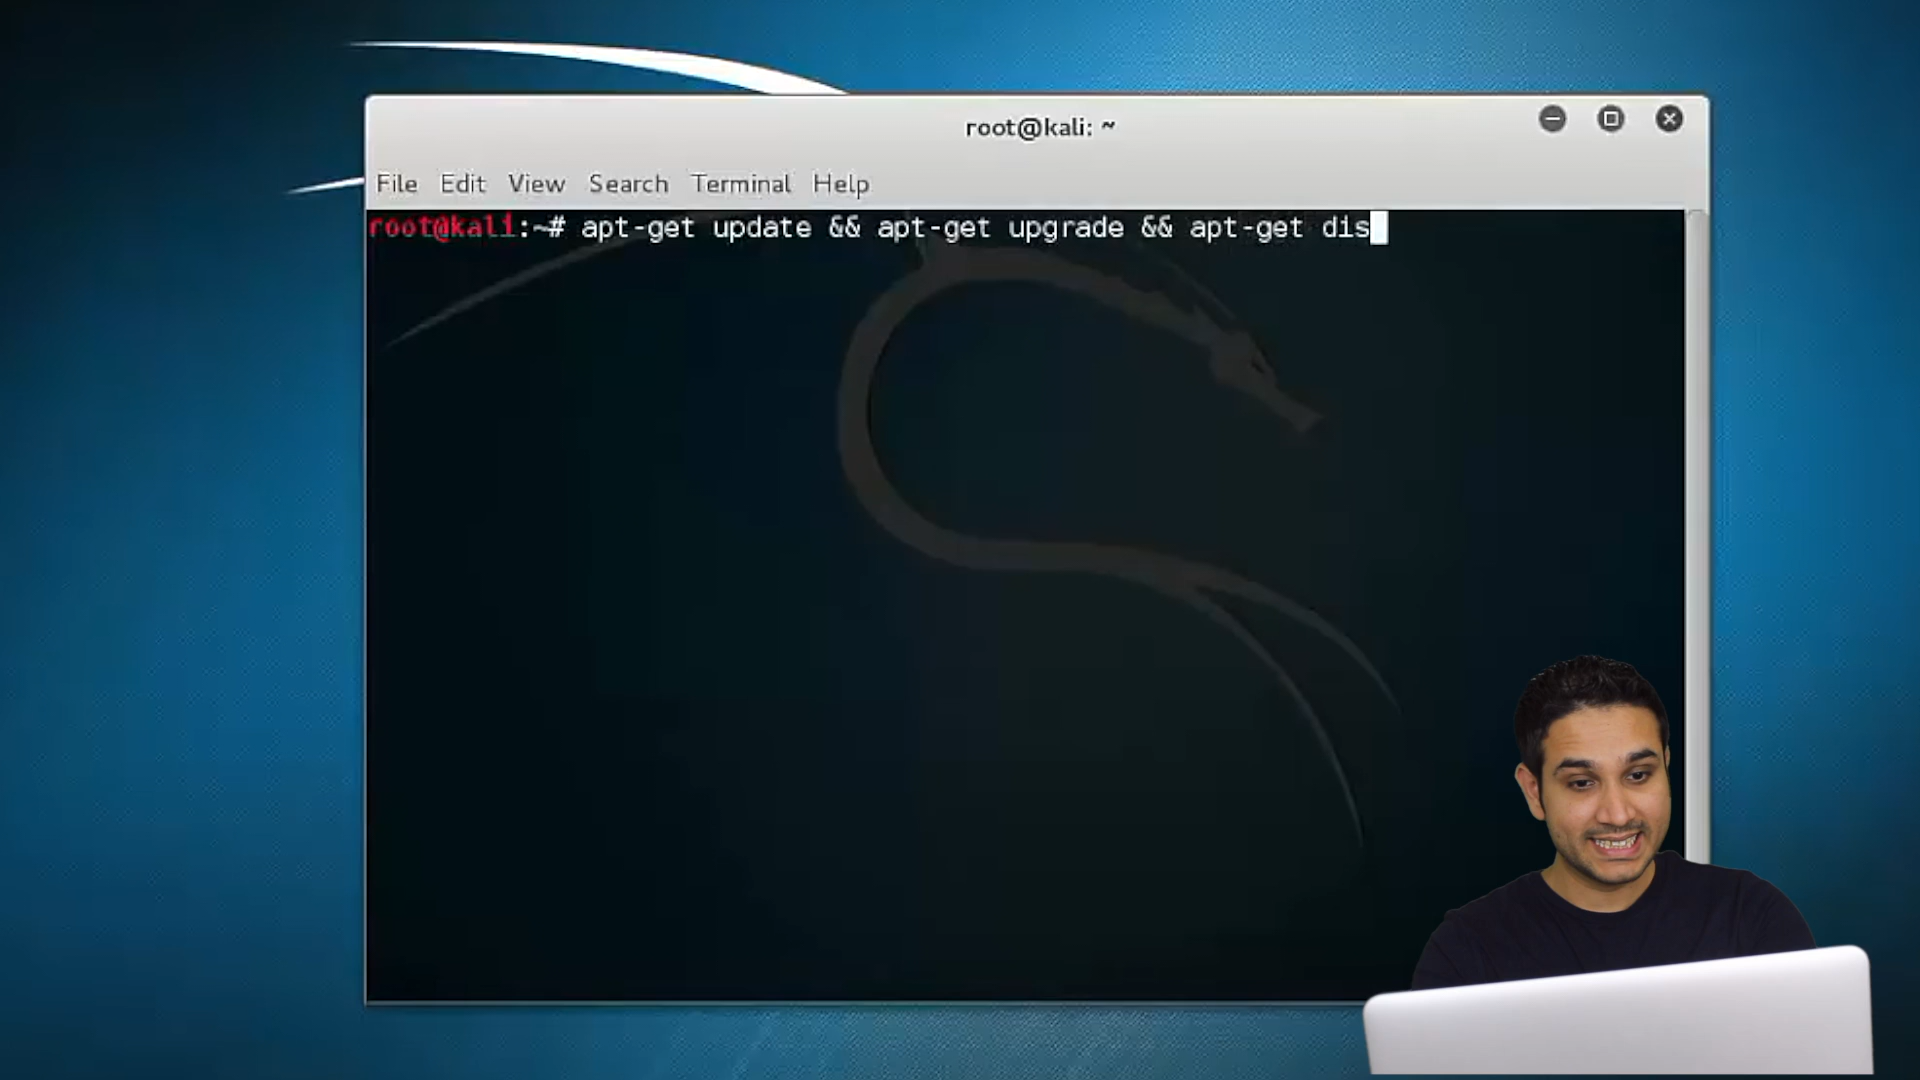 root@kali: ~
File Edit View Search Terminal Help
root@kali:~# apt-get update && apt-get upgrade && apt-get dis